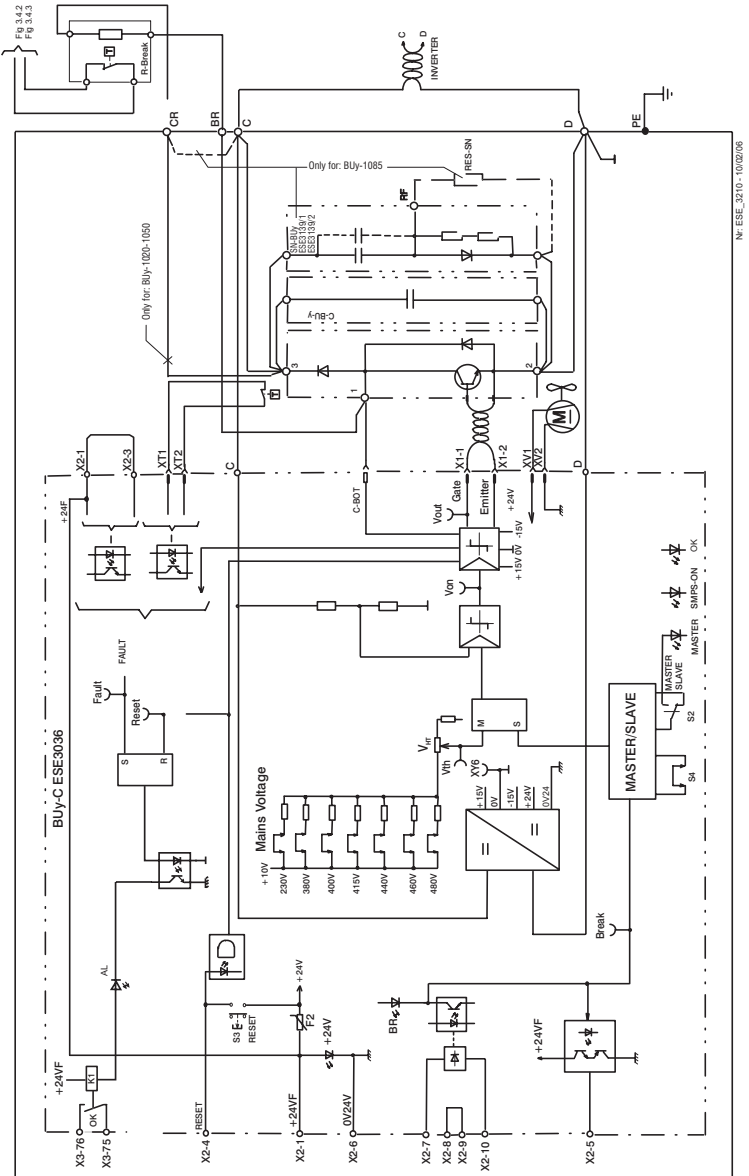 Fig 3.4.2
Fig 3.4.3
R-Break
T
CR
BR
C
C
D
INVERTER
D
PE
Only for: BUy-1085
RES-SN
RF
SN-BUy
ESE3139/1
ESE3139/2
C-BU-y
Only for: BUy-1020-1050
3
2
1
T
M
X2-1
X2-3
XT1
XT2
C
X1-1
X1-2
XV1
XV2
D
+24F
C-BOT
Gate
Emitter
+24V
Vout
+15V
0V
-15V
Von
FAULT
Fault
Reset
S
R
BUy-C ESE3036
Mains Voltage
+10V
230V
380V
400V
415V
440V
460V
480V
VHT
Vth
XY6
M
S
+15V
0V
-15V
+24V
0V24
MASTER/SLAVE
MASTER
SLAVE
S2
S4
MASTER
SMPS-ON
OK
Break
AL
+24VF
K1
OK
X3-76
X3-75
RESET
X2-4
S3
RESET
+24V
F2
+24VF
X2-1
+24V
0V24V
X2-6
BR
X2-7
X2-8
X2-9
X2-10
+24VF
X2-5
Nr: ESE_3210 - 10/02/06